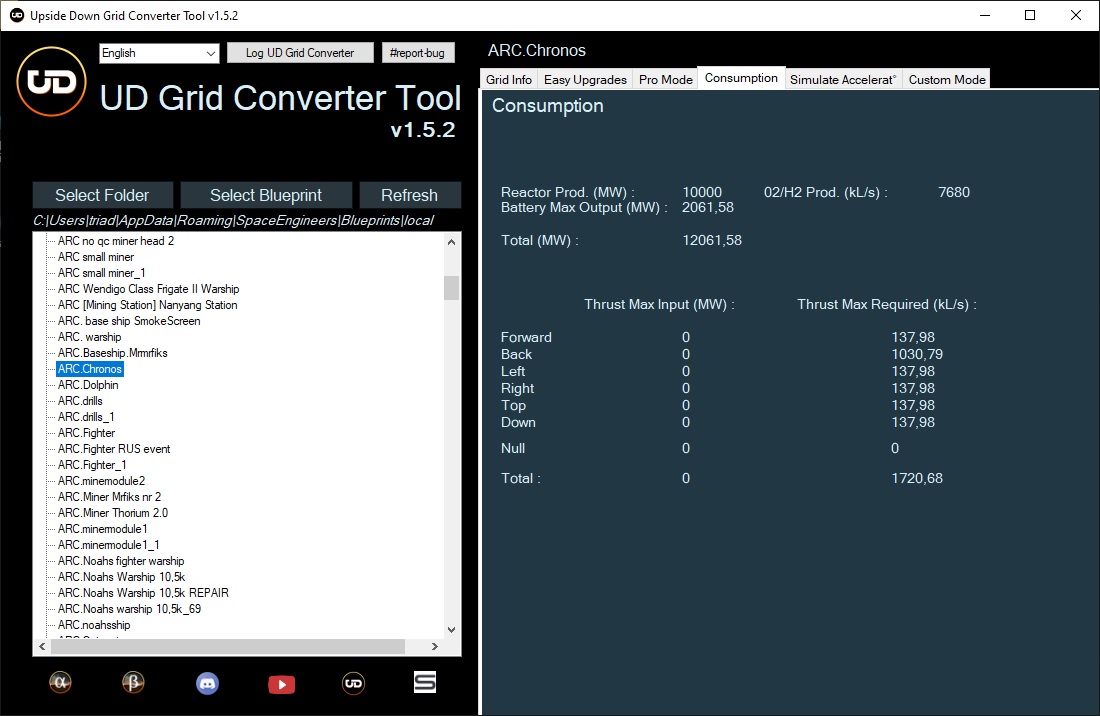 Upside Down Grid Converter Tool v1.5.2
UD
English
Log UD Grid Converter
#report-bug
UD Grid Converter Tool
v1.5.2
Select Folder
Select Blueprint
Refresh
C:\Users\triad\AppData\Roaming\SpaceEngineers\Blueprints\local
ARC no qc miner head 2
ARC small miner
ARC small miner_1
ARC Wendigo Class Frigate II Warship
ARC [Mining Station] Nanyang Station
ARC. base ship SmokeScreen
ARC. warship
ARC.Baseship.Mrmrfiks
ARC.Chronos
ARC.Dolphin
ARC.drills
ARC.drills_1
ARC.Fighter
ARC.Fighter RUS event
ARC.Fighter_1
ARC.minemodule2
ARC.Miner Mrfiks nr 2
ARC.Miner Thorium 2.0
ARC.minermodule1
ARC.minermodule1_1
ARC.Noahs fighter warship
ARC.Noahs Warship 10,5k
ARC.Noahs Warship 10,5k REPAIR
ARC.Noahs warship 10,5k_69
ARC.noahsship
α
β
UD
S
ARC.Chronos
Grid Info
Easy Upgrades
Pro Mode
Consumption
Simulate Accelerat°
Custom Mode
Consumption
Reactor Prod. (MW) : 10000 02/H2 Prod. (kL/s) : 7680
Battery Max Output (MW) : 2061,58
Total (MW) : 12061,58
Thrust Max Input (MW) : Thrust Max Required (kL/s) :
Forward 0 137,98
Back 0 1030,79
Left 0 137,98
Right 0 137,98
Top 0 137,98
Down 0 137,98
Null 0 0
Total : 0 1720,68